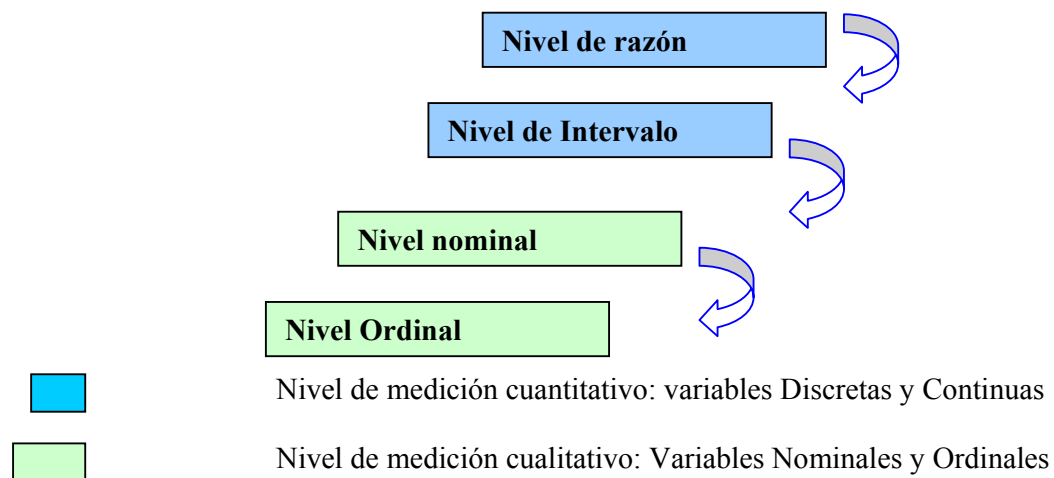 Nivel de razón
Nivel de Intervalo
Nivel nominal
Nivel Ordinal
Nivel de medición cuantitativo: variables Discretas y Continuas
Nivel de medición cualitativo: Variables Nominales y Ordinales